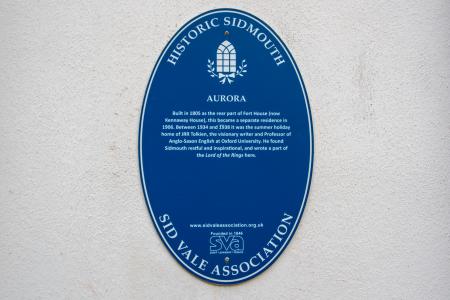 HISTORIC SIDMOUTH
AURORA
Built in 1805 as the rear part of Fort House (now
Kennaway House), this became a separate residence in
1906. Between 1934 and 1938 it was the summer holiday
home of JRR Tolkien, the visionary writer and Professor of
Anglo-Saxon English at Oxford University. He found
Sidmouth restful and inspirational, and wrote a part of
the Lord of the Rings here.
www.sidvaleassociation.org.uk
Founded in 1846
sva
SID VALE ASSOCIATION